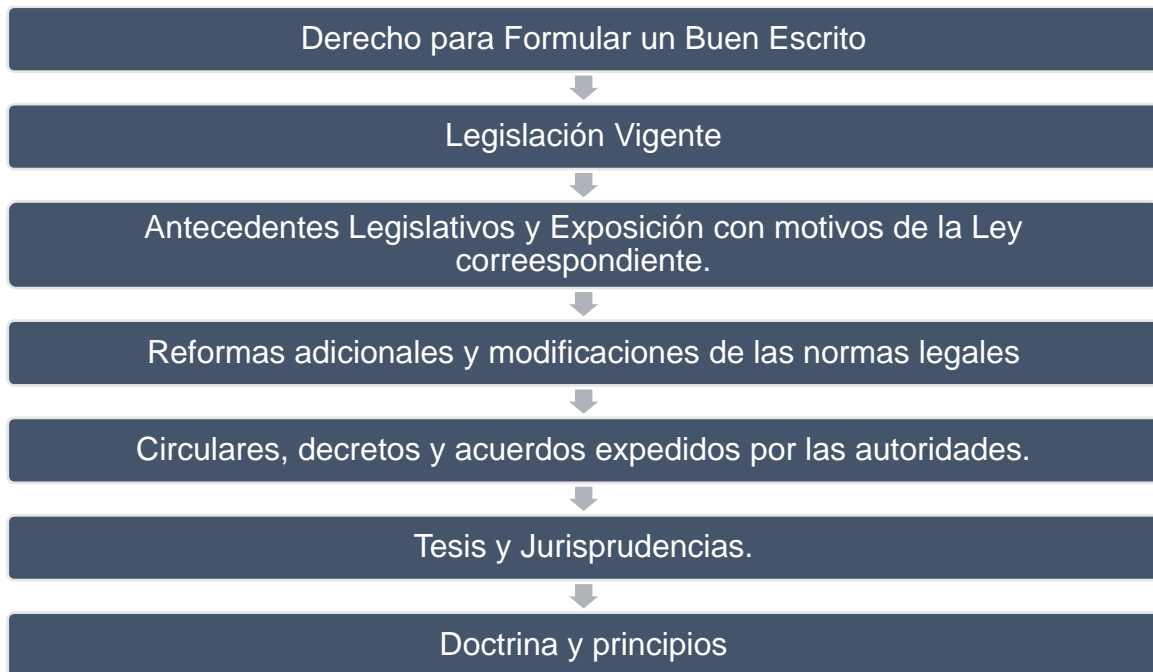 Derecho para Formular un Buen Escrito
Legislación Vigente
Antecedentes Legislativos y Exposición con motivos de la Ley
correespondiente.
Reformas adicionales y modificaciones de las normas legales
Circulares, decretos y acuerdos expedidos por las autoridades.
Tesis y Jurisprudencias.
Doctrina y principios